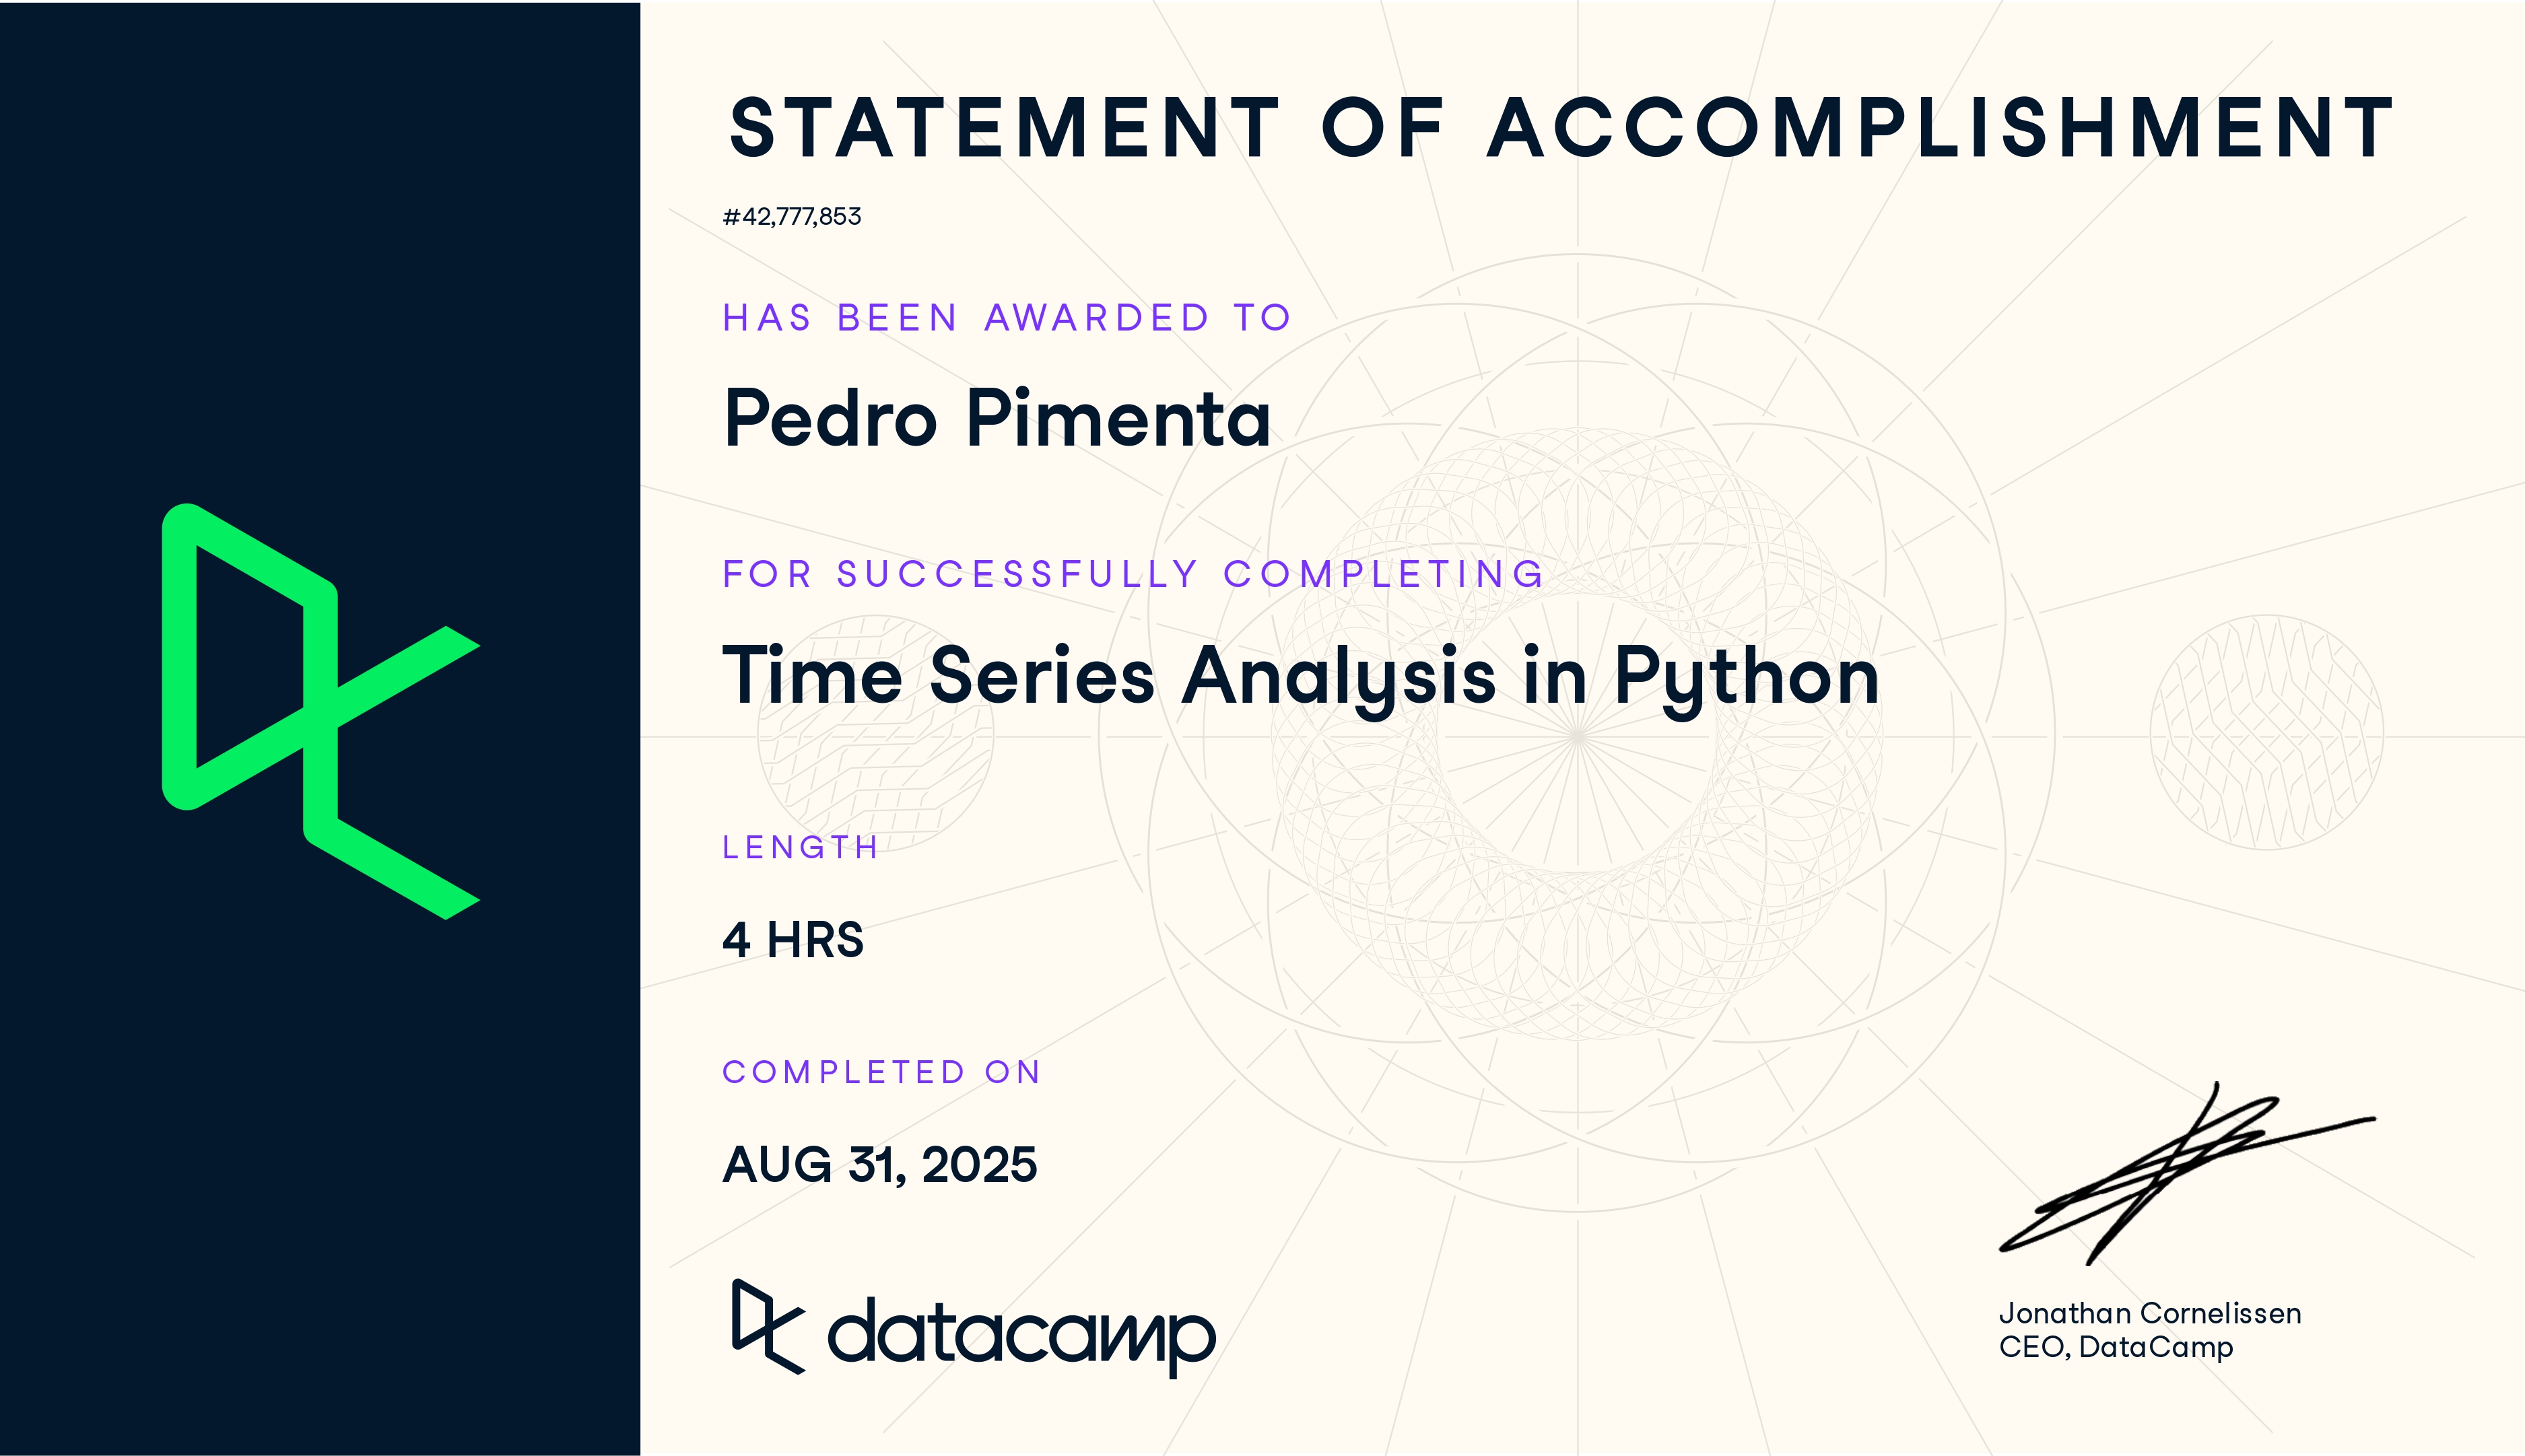 STATEMENT OF ACCOMPLISHMENT
#42,777,853
HAS BEEN AWARDED TO
Pedro Pimenta
FOR SUCCESSFULLY COMPLETING
Time Series Analysis in Python
LENGTH
4 HRS
COMPLETED ON
AUG 31, 2025
datacamp
Jonathan Cornelissen
CEO, DataCamp